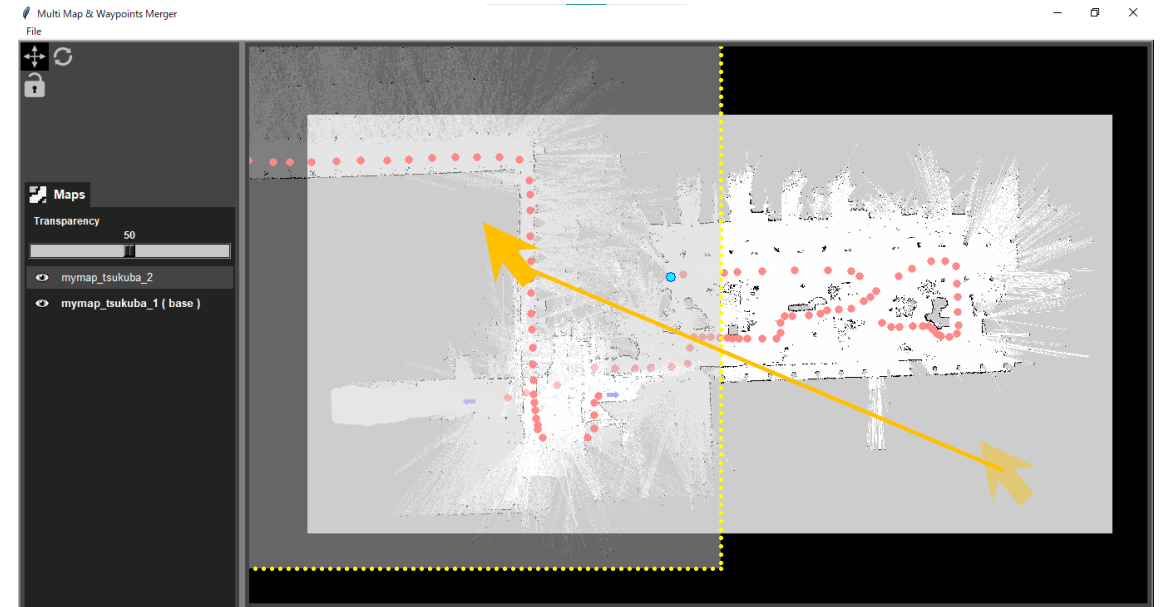 Multi Map & Waypoints Merger
File
Maps
Transparency
50
mymap_tsukuba_2
mymap_tsukuba_1 ( base )